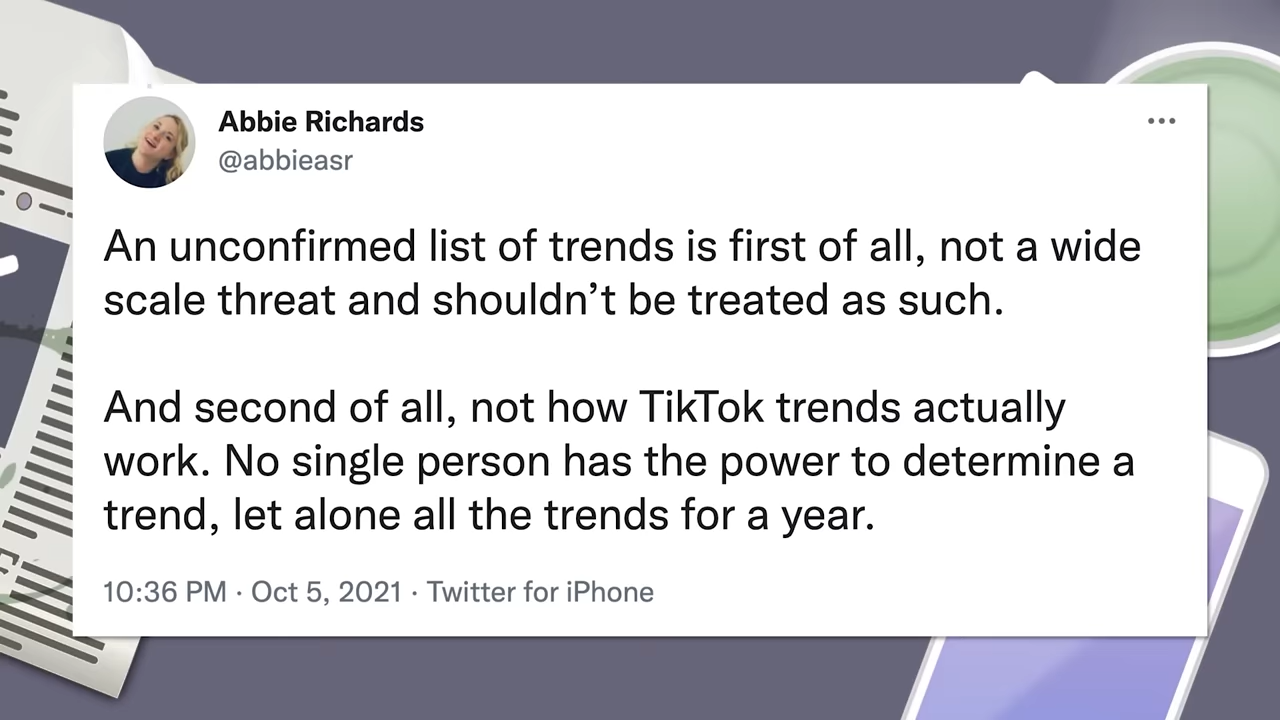 Abbie Richards
@abbieasr
An unconfirmed list of trends is first of all, not a wide
scale threat and shouldn’t be treated as such.
And second of all, not how TikTok trends actually
work. No single person has the power to determine a
trend, let alone all the trends for a year.
10:36 PM · Oct 5, 2021 · Twitter for iPhone